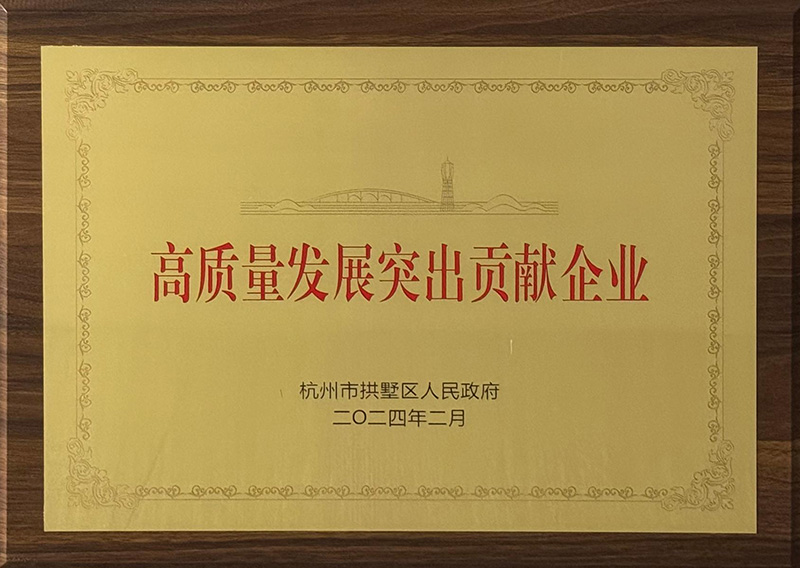 高质量发展突出贡献企业
杭州市拱墅区人民政府
二〇二四年二月